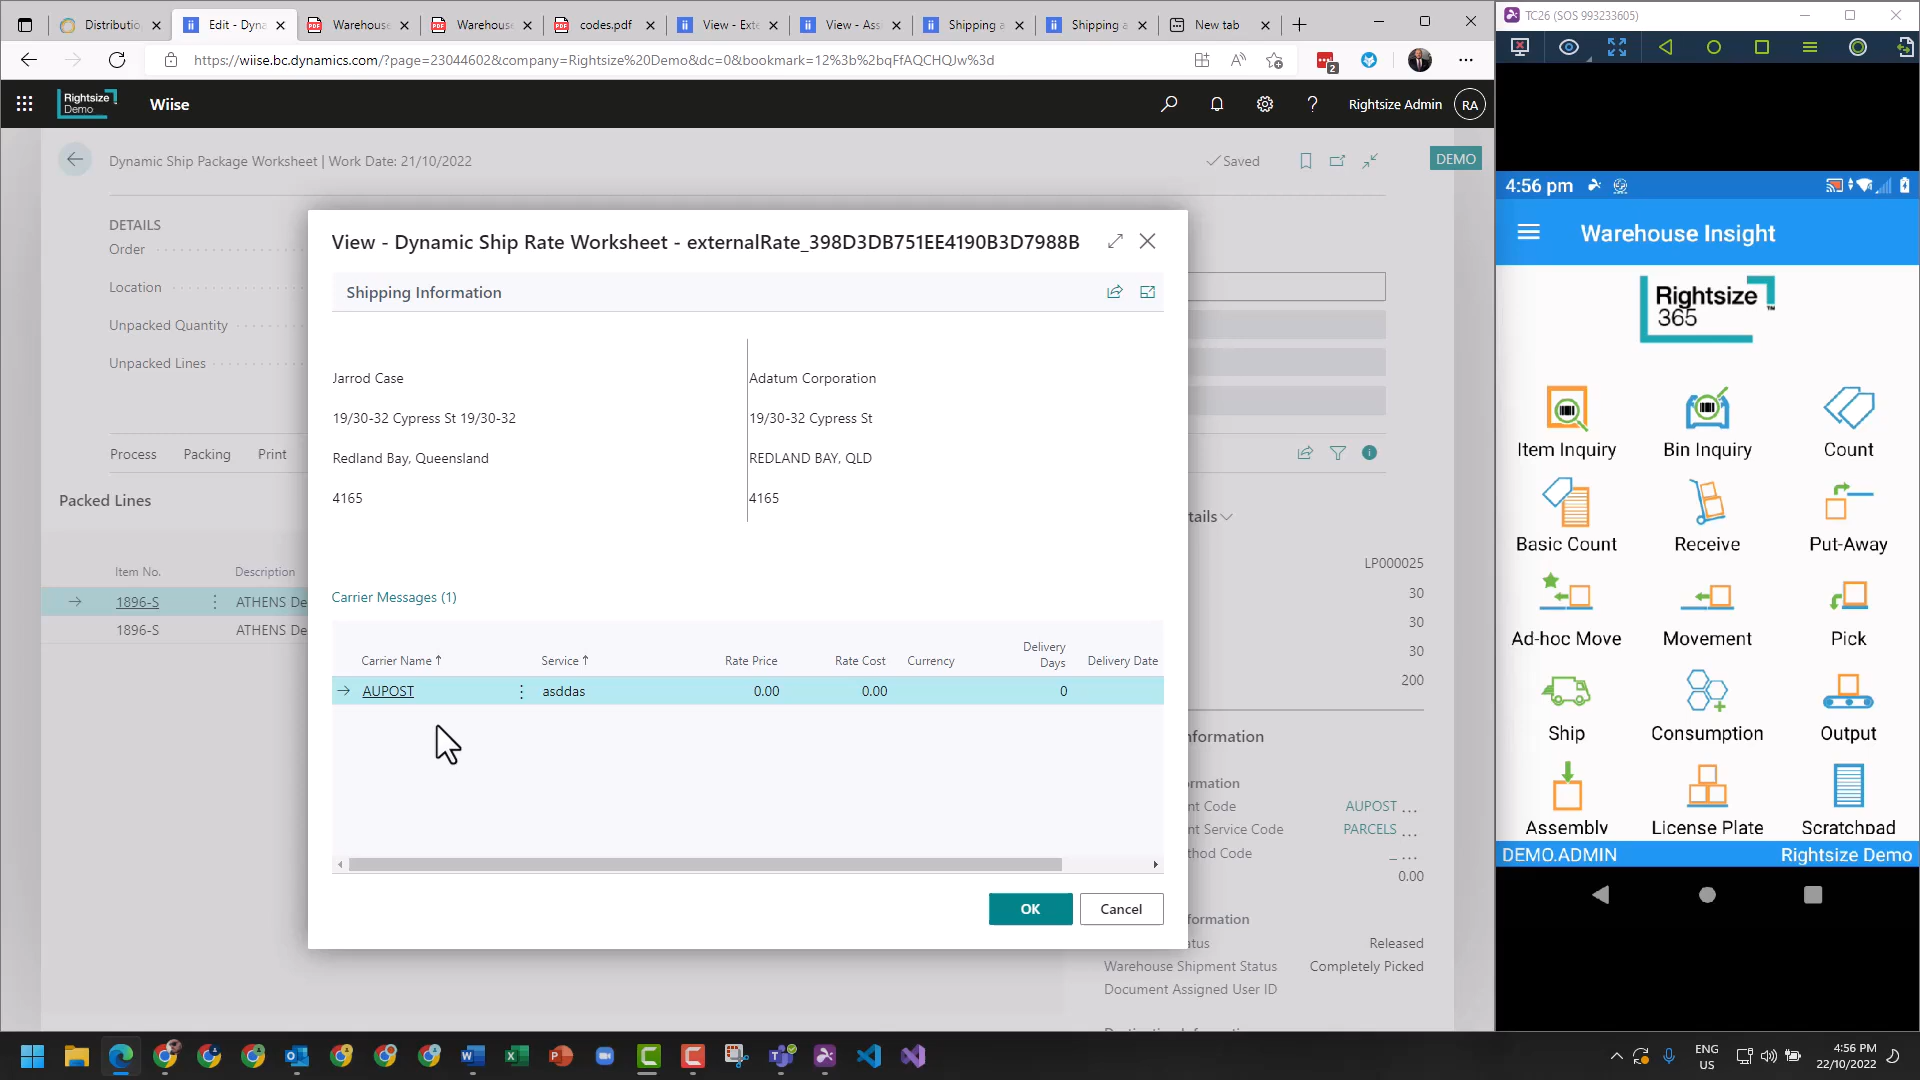 Distributio
Edit - Dyna
Warehouse
Warehouse
codes.pdf
View - Exte
View - Assi
Shipping a
Shipping a
New tab
https://wiise.bc.dynamics.com/?page=23044602&company=Rightsize%20Demo&dc=0&bookmark=12%3b%2bqFfAQCHQJw%3d
2
Rightsize
Demo
Wiise
Rightsize Admin
RA
Dynamic Ship Package Worksheet | Work Date: 21/10/2022
Saved
DEMO
DETAILS
Order
Location
Unpacked Quantity
Unpacked Lines
Process
Packing
Print
Packed Lines
Item No.
Description
1896-S
ATHENS De
1896-S
ATHENS De
View - Dynamic Ship Rate Worksheet - externalRate_398D3DB751EE4190B3D7988B
Shipping Information
Jarrod Case
Adatum Corporation
19/30-32 Cypress St 19/30-32
19/30-32 Cypress St
Redland Bay, Queensland
REDLAND BAY, QLD
4165
4165
Carrier Messages (1)
Carrier Name
Service
Rate Price
Rate Cost
Currency
Delivery
Days
Delivery Date
AUPOST
asddas
0.00
0.00
0
OK
Cancel
tails
LP000025
30
30
30
200
nformation
rmation
nt Code
AUPOST
nt Service Code
PARCELS
thod Code
0.00
formation
atus
Released
Warehouse Shipment Status
Completely Picked
Document Assigned User ID
TC26 (SOS 993233605)
4:56 pm
Warehouse Insight
Rightsize
365
Item Inquiry
Bin Inquiry
Count
Basic Count
Receive
Put-Away
Ad-hoc Move
Movement
Pick
Ship
Consumption
Output
Assembly
License Plate
Scratchpad
DEMO.ADMIN
Rightsize Demo
ENG
US
4:56 PM
22/10/2022